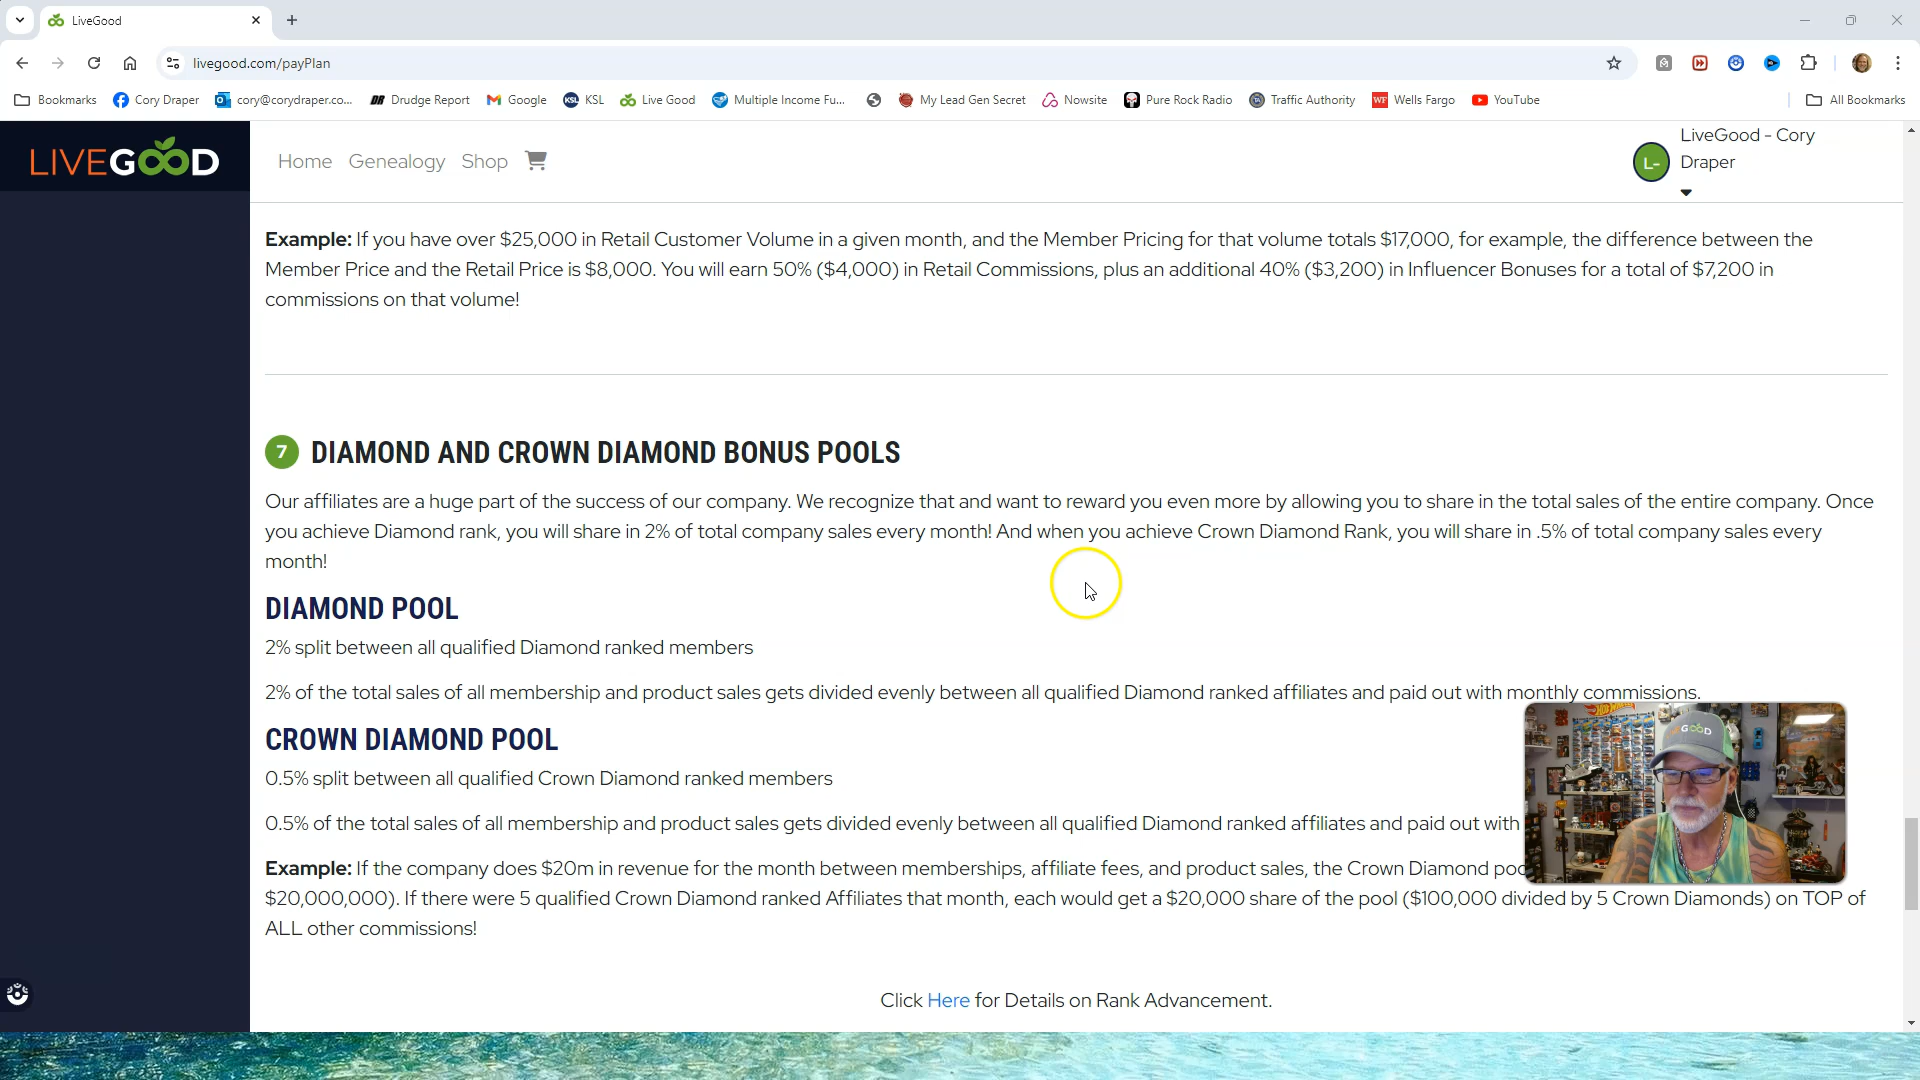 LiveGood
livegood.com/payPlan
Bookmarks Cory Draper cory@corydraper.co... Drudge Report Google KSL Live Good Multiple Income Fu... My Lead Gen Secret Nowsite Pure Rock Radio Traffic Authority Wells Fargo YouTube All Bookmarks
LIVEGOOD
Home Genealogy Shop
L-
LiveGood - Cory
Draper
Example: If you have over $25,000 in Retail Customer Volume in a given month, and the Member Pricing for that volume totals $17,000, for example, the difference between the
Member Price and the Retail Price is $8,000. You will earn 50% ($4,000) in Retail Commissions, plus an additional 40% ($3,200) in Influencer Bonuses for a total of $7,200 in
commissions on that volume!
7 DIAMOND AND CROWN DIAMOND BONUS POOLS
Our affiliates are a huge part of the success of our company. We recognize that and want to reward you even more by allowing you to share in the total sales of the entire company. Once
you achieve Diamond rank, you will share in 2% of total company sales every month! And when you achieve Crown Diamond Rank, you will share in .5% of total company sales every
month!
DIAMOND POOL
2% split between all qualified Diamond ranked members
2% of the total sales of all membership and product sales gets divided evenly between all qualified Diamond ranked affiliates and paid out with monthly commissions.
CROWN DIAMOND POOL
0.5% split between all qualified Crown Diamond ranked members
0.5% of the total sales of all membership and product sales gets divided evenly between all qualified Diamond ranked affiliates and paid out with
Example: If the company does $20m in revenue for the month between memberships, affiliate fees, and product sales, the Crown Diamond
$20,000,000). If there were 5 qualified Crown Diamond ranked Affiliates that month, each would get a $20,000 share of the pool ($100,000 divided by 5 Crown Diamonds) on TOP of
ALL other commissions!
Click Here for Details on Rank Advancement.